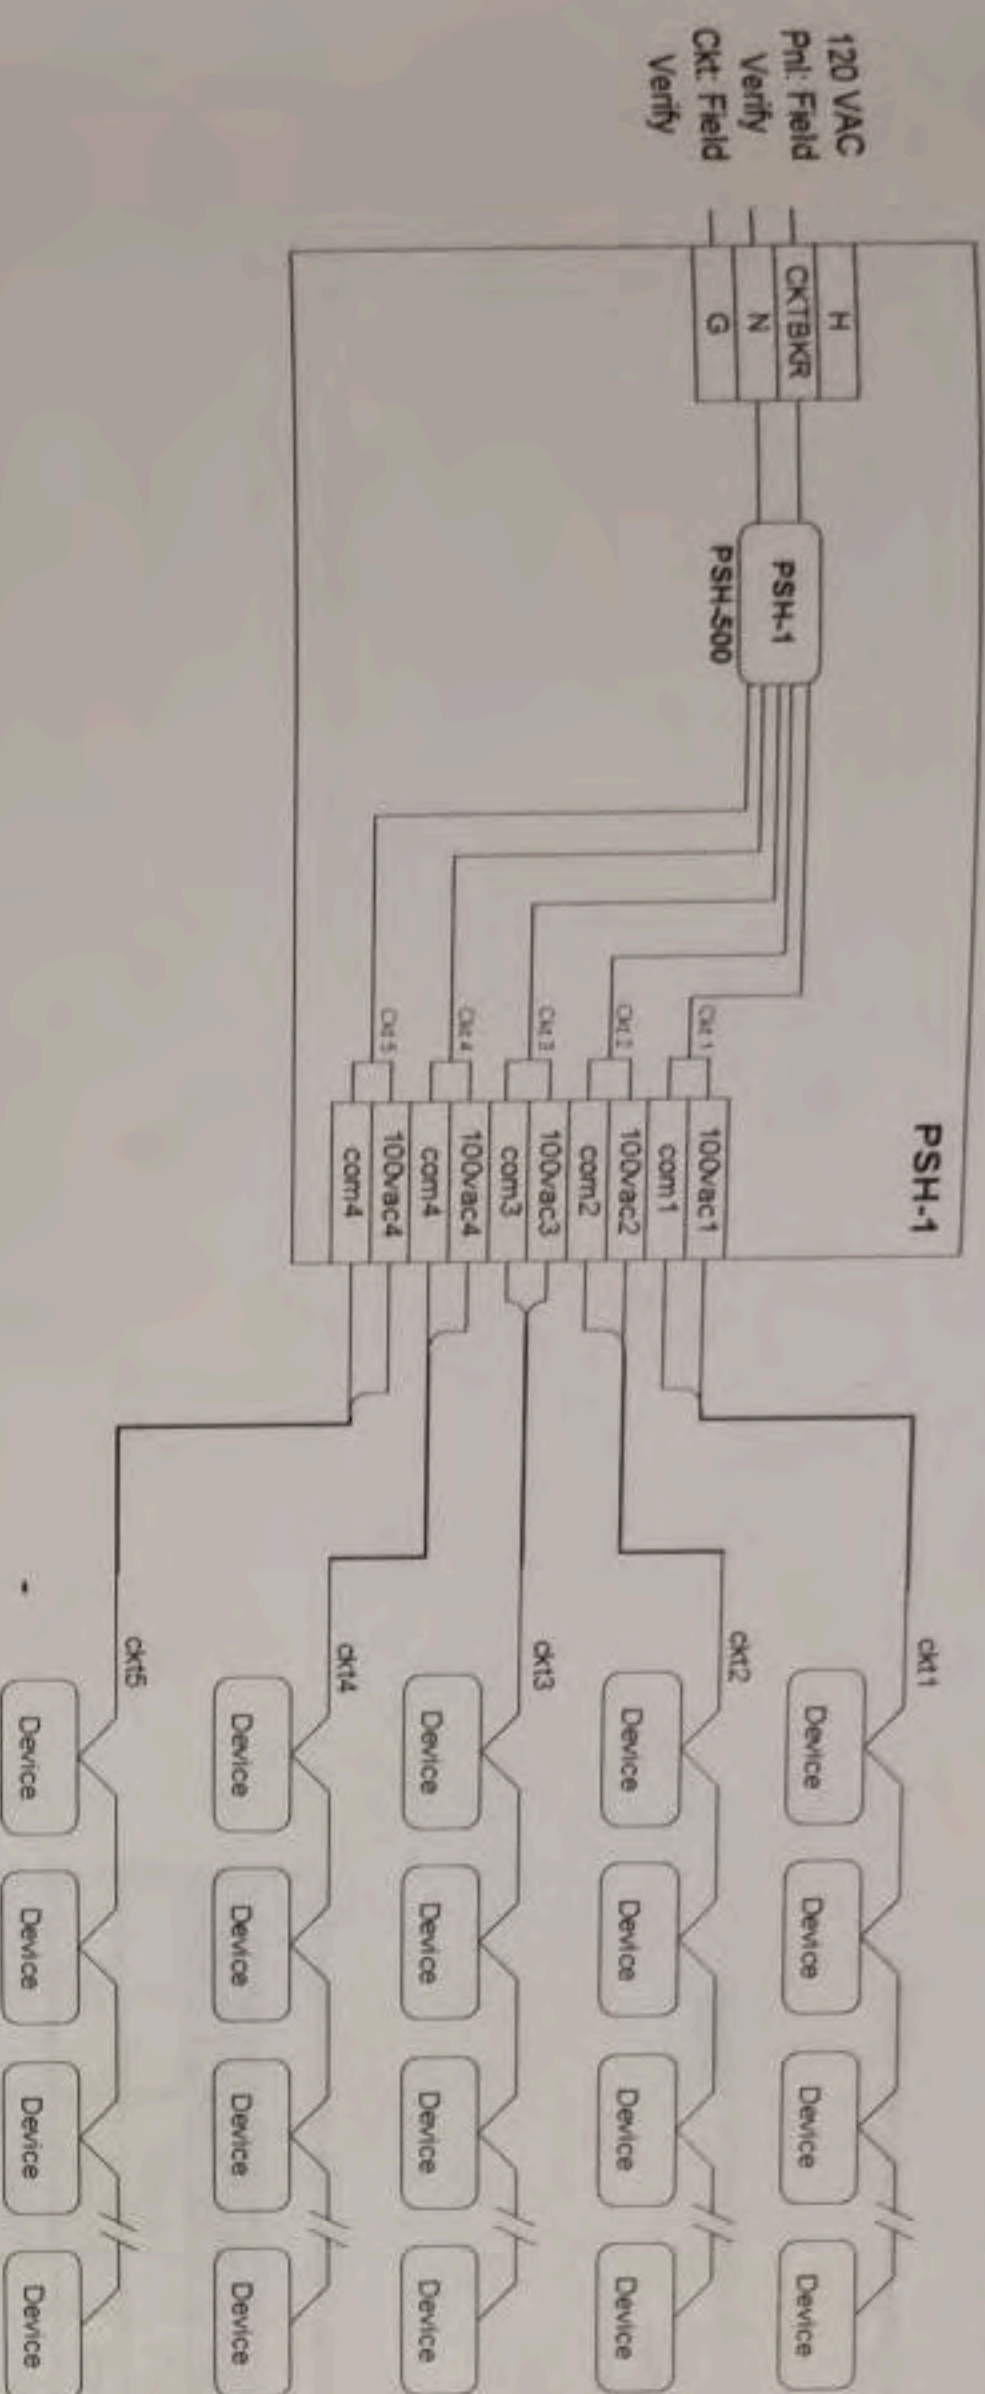 PSH-1
120 VAC
Pnl: Field
Verify
Ckt: Field
Verify
H
CKTBKR
N
G
PSH-1
PSH-500
Ckt 1
Ckt 2
Ckt 3
Ckt 4
Ckt 5
100vac1
com1
100vac2
com2
100vac3
com3
100vac4
com4
100vac4
com4
ckt1
Device Device Device Device
ckt2
Device Device Device Device
ckt3
Device Device Device Device
ckt4
Device Device Device Device
ckt5
Device Device Device Device